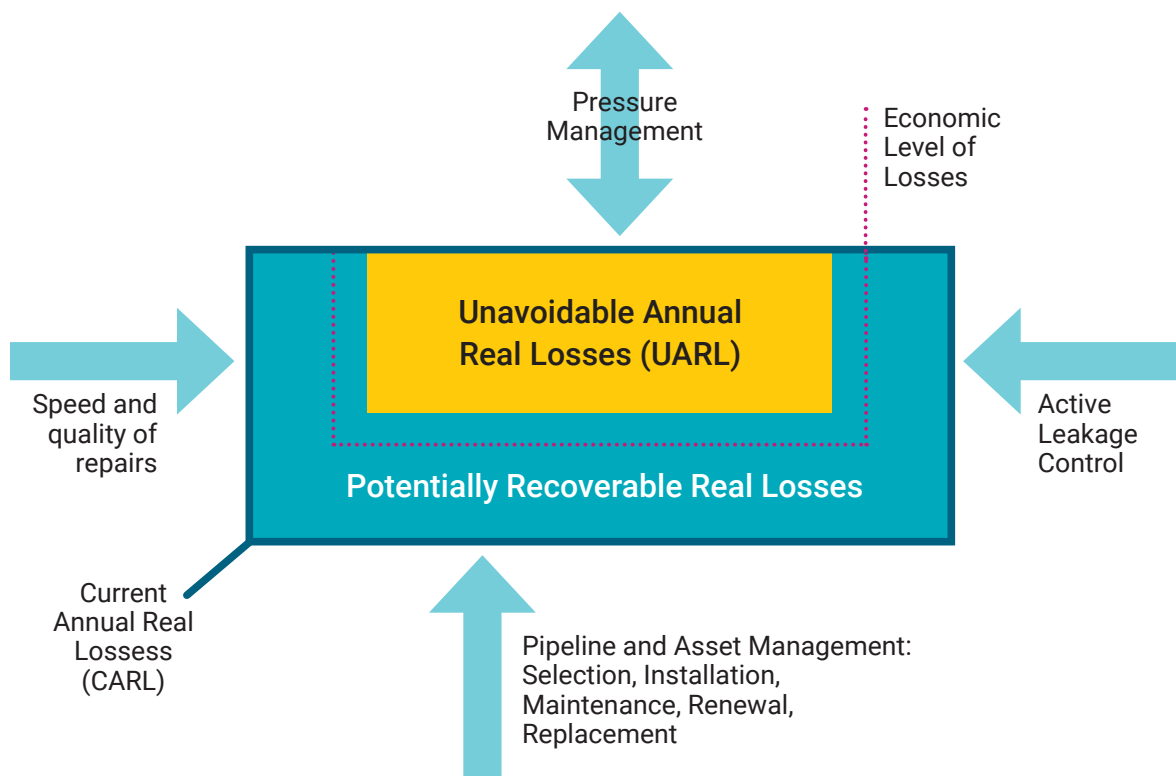 Pressure
Management
Economic
Level of
Losses
Unavoidable Annual
Real Losses (UARL)
Speed and
quality of
repairs
Active
Leakage
Control
Potentially Recoverable Real Losses
Current
Annual Real
Lossess
(CARL)
Pipeline and Asset Management:
Selection, Installation,
Maintenance, Renewal,
Replacement